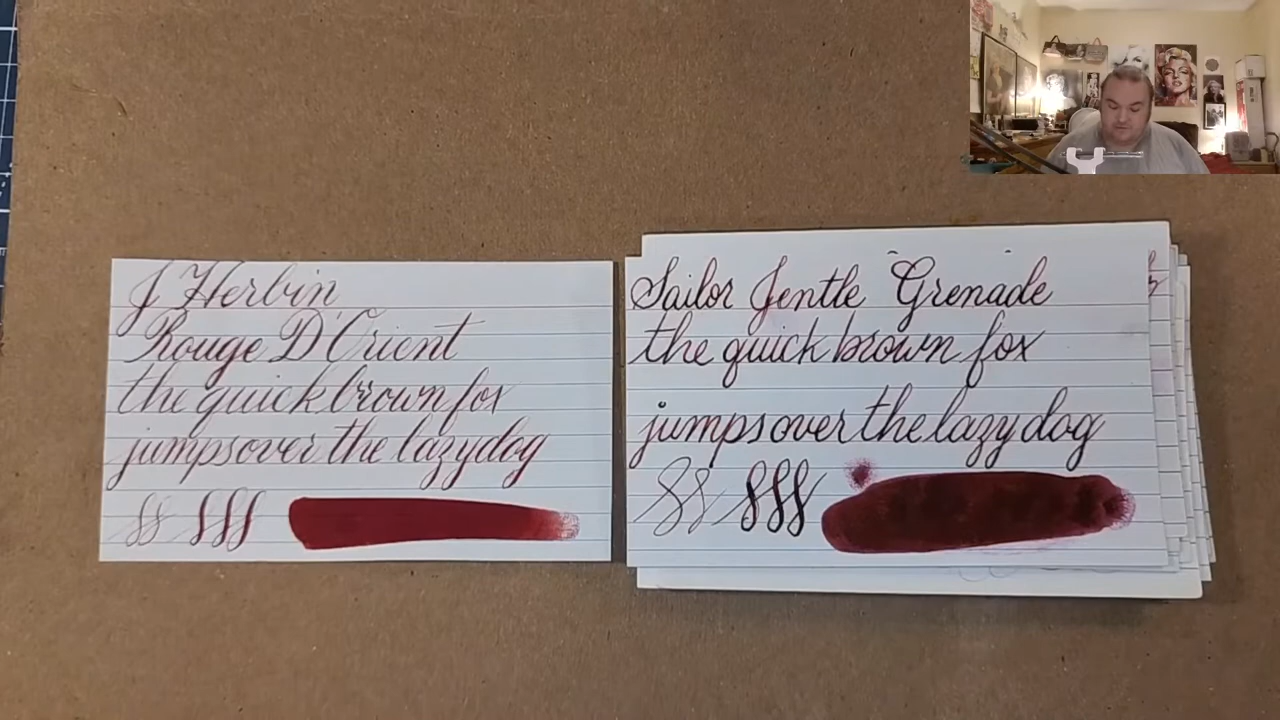 J Herbin
Rouge D'Orient
the quick brown fox
jumps over the lazy dog
Sailor Jentle "Grenade
the quick brown fox
jumps over the lazy dog